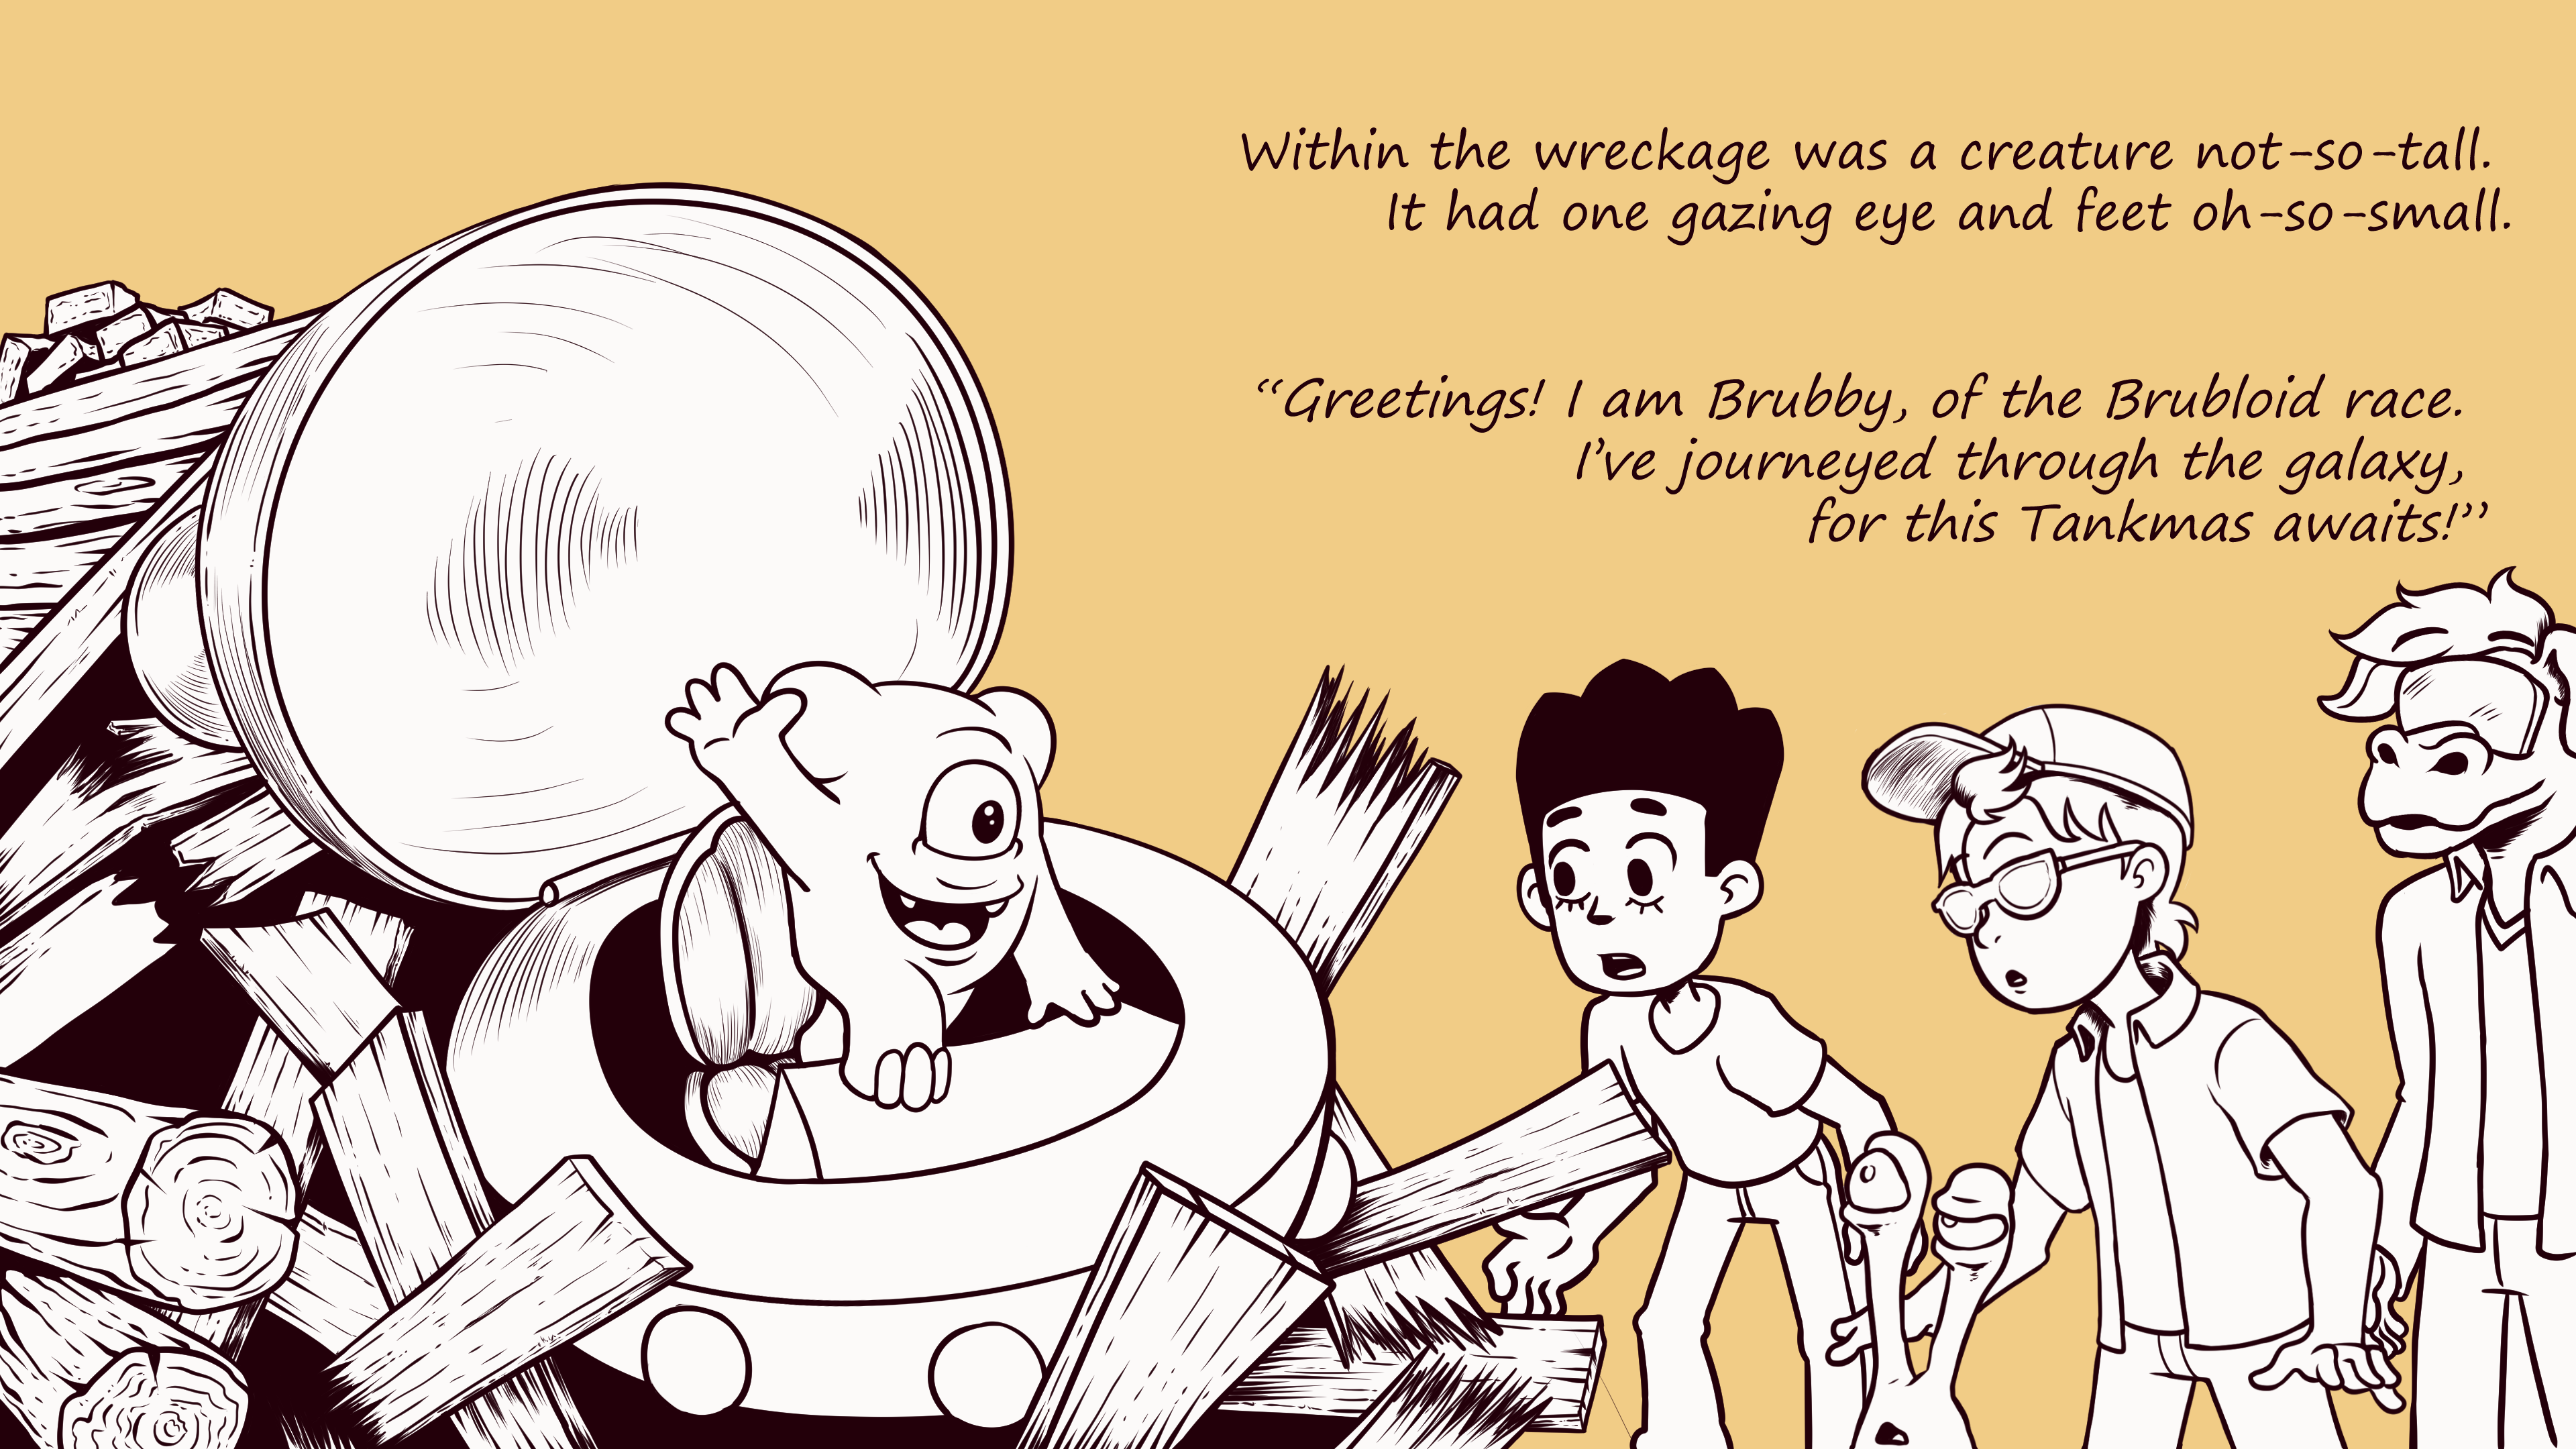 Within the wreckage was a creature not-so-tall.
It had one gazing eye and feet oh-so-small.
“Greetings! I am Brubby, of the Brubloid race.
I’ve journeyed through the galaxy,
for this Tankmas awaits!”